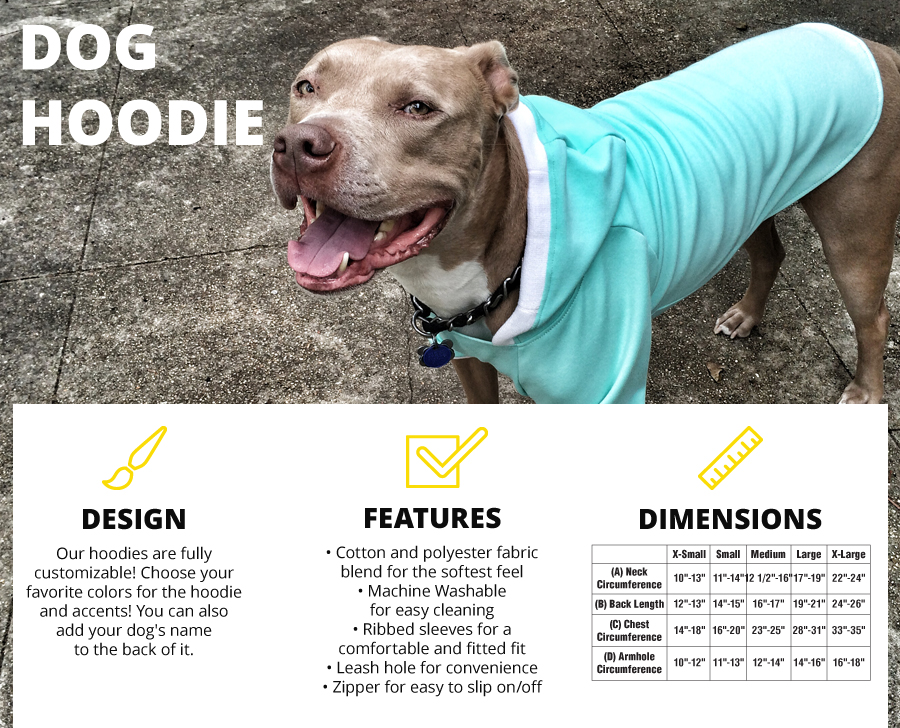 DOG
HOODIE
DESIGN
Our hoodies are fully
customizable! Choose your
favorite colors for the hoodie
and accents! You can also
add your dog's name
to the back of it.
FEATURES
• Cotton and polyester fabric
blend for the softest feel
• Machine Washable
for easy cleaning
• Ribbed sleeves for a
comfortable and fitted fit
• Leash hole for convenience
• Zipper for easy to slip on/off
DIMENSIONS
X-Small Small Medium Large X-Large
(A) Neck
Circumference 10"-13" 11"-14" 12 1/2"-16" 17"-19" 22"-24"
(B) Back Length 12"-13" 14"-15" 16"-17" 19"-21" 24"-26"
(C) Chest
Circumference 14"-18" 16"-20" 23"-25" 28"-31" 33"-35"
(D) Armhole
Circumference 10"-12" 11"-13" 12"-14" 14"-16" 16"-18"